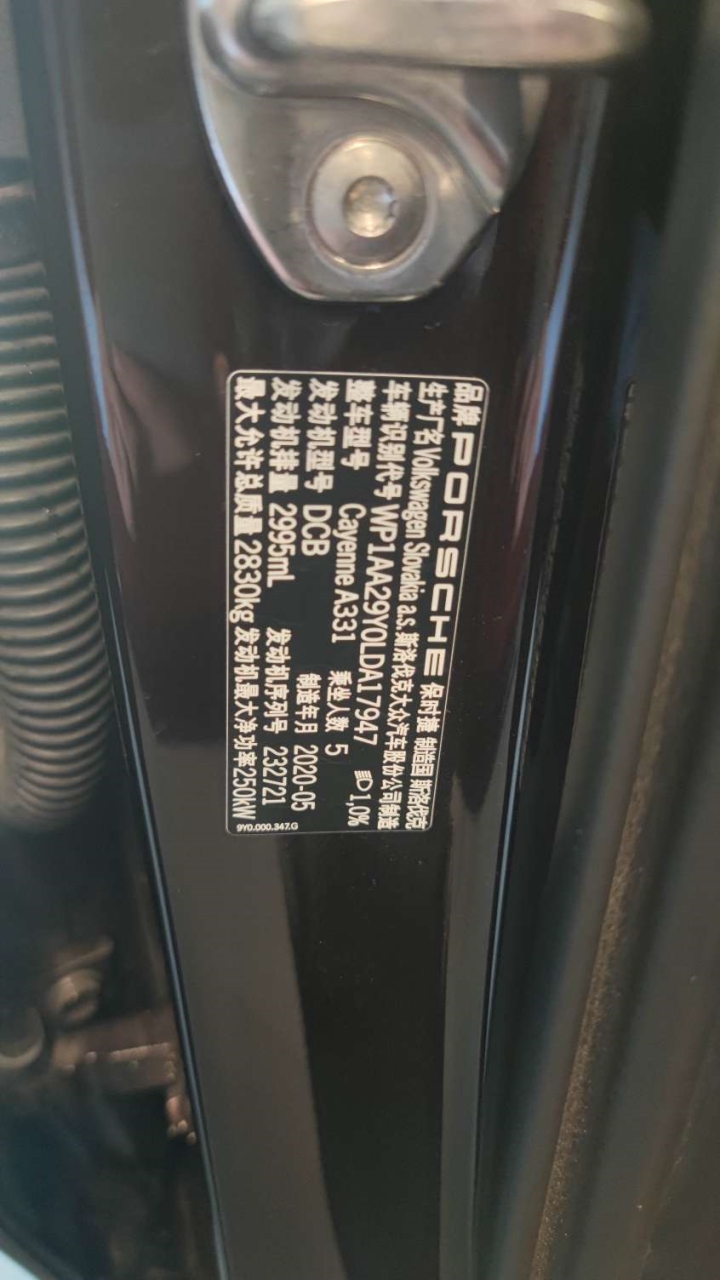 品牌 PORSCHE 保时捷 制造国 斯洛伐克
生产厂名 Volkswagen Slovakia a.s. 斯洛伐克大众汽车股份公司制造
车辆识别代号 WP1AA29Y0LDA17947 1,0%
整车型号 Cayenne A331 乘坐人数 5
发动机型号 DCB 制造年月 2020-05
发动机排量 2995mL 发动机序列号 232721
最大允许总质量 2830kg 发动机最大净功率 250kW
9Y0.000.347.G